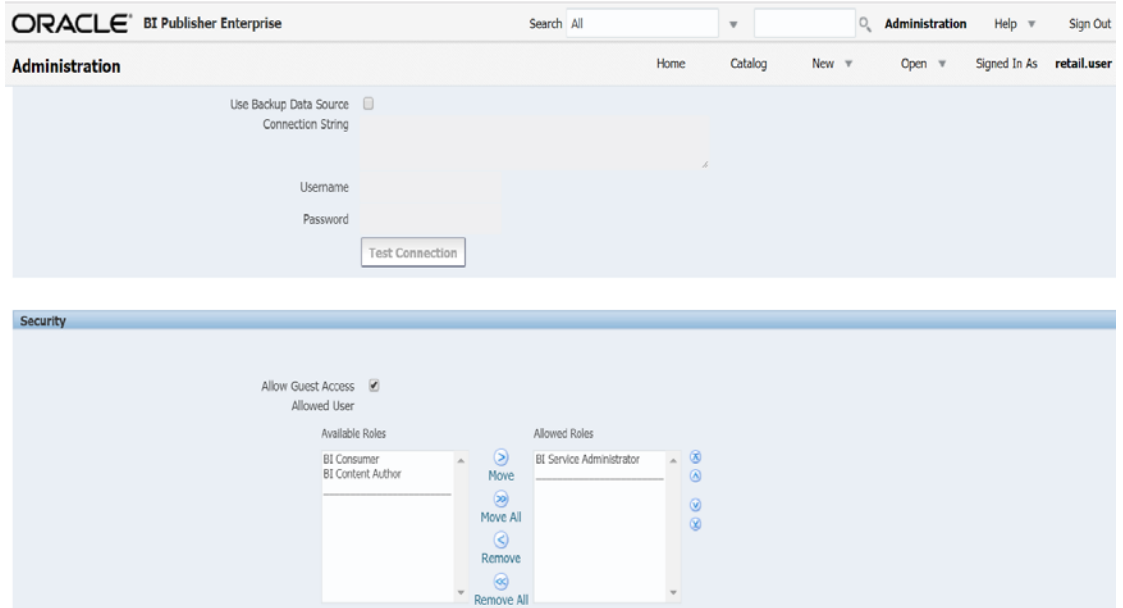 ORACLE® BI Publisher Enterprise Search All Administration Help Sign Out
Administration Home Catalog New Open Signed In As retail.user
Use Backup Data Source
Connection String
Username
Password
Test Connection
Security
Allow Guest Access
Allowed User
Available Roles Allowed Roles
BI Consumer
BI Content Author
BI Service Administrator
Move
Move All
Remove
Remove All